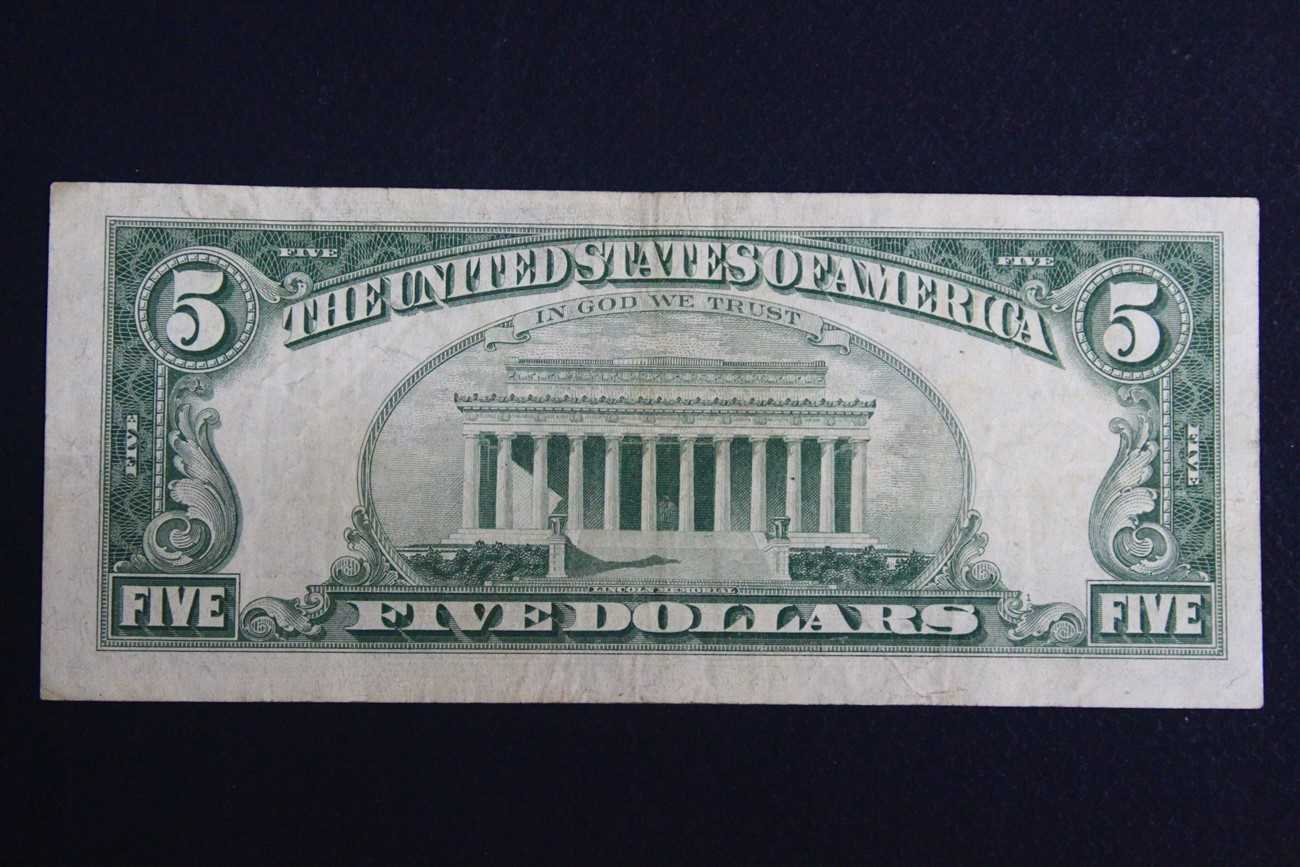 FIVE FIVE
5 THE UNITED STATES OF AMERICA 5
IN GOD WE TRUST
FIVE FIVE
LINCOLN MEMORIAL
FIVE FIVE DOLLARS FIVE